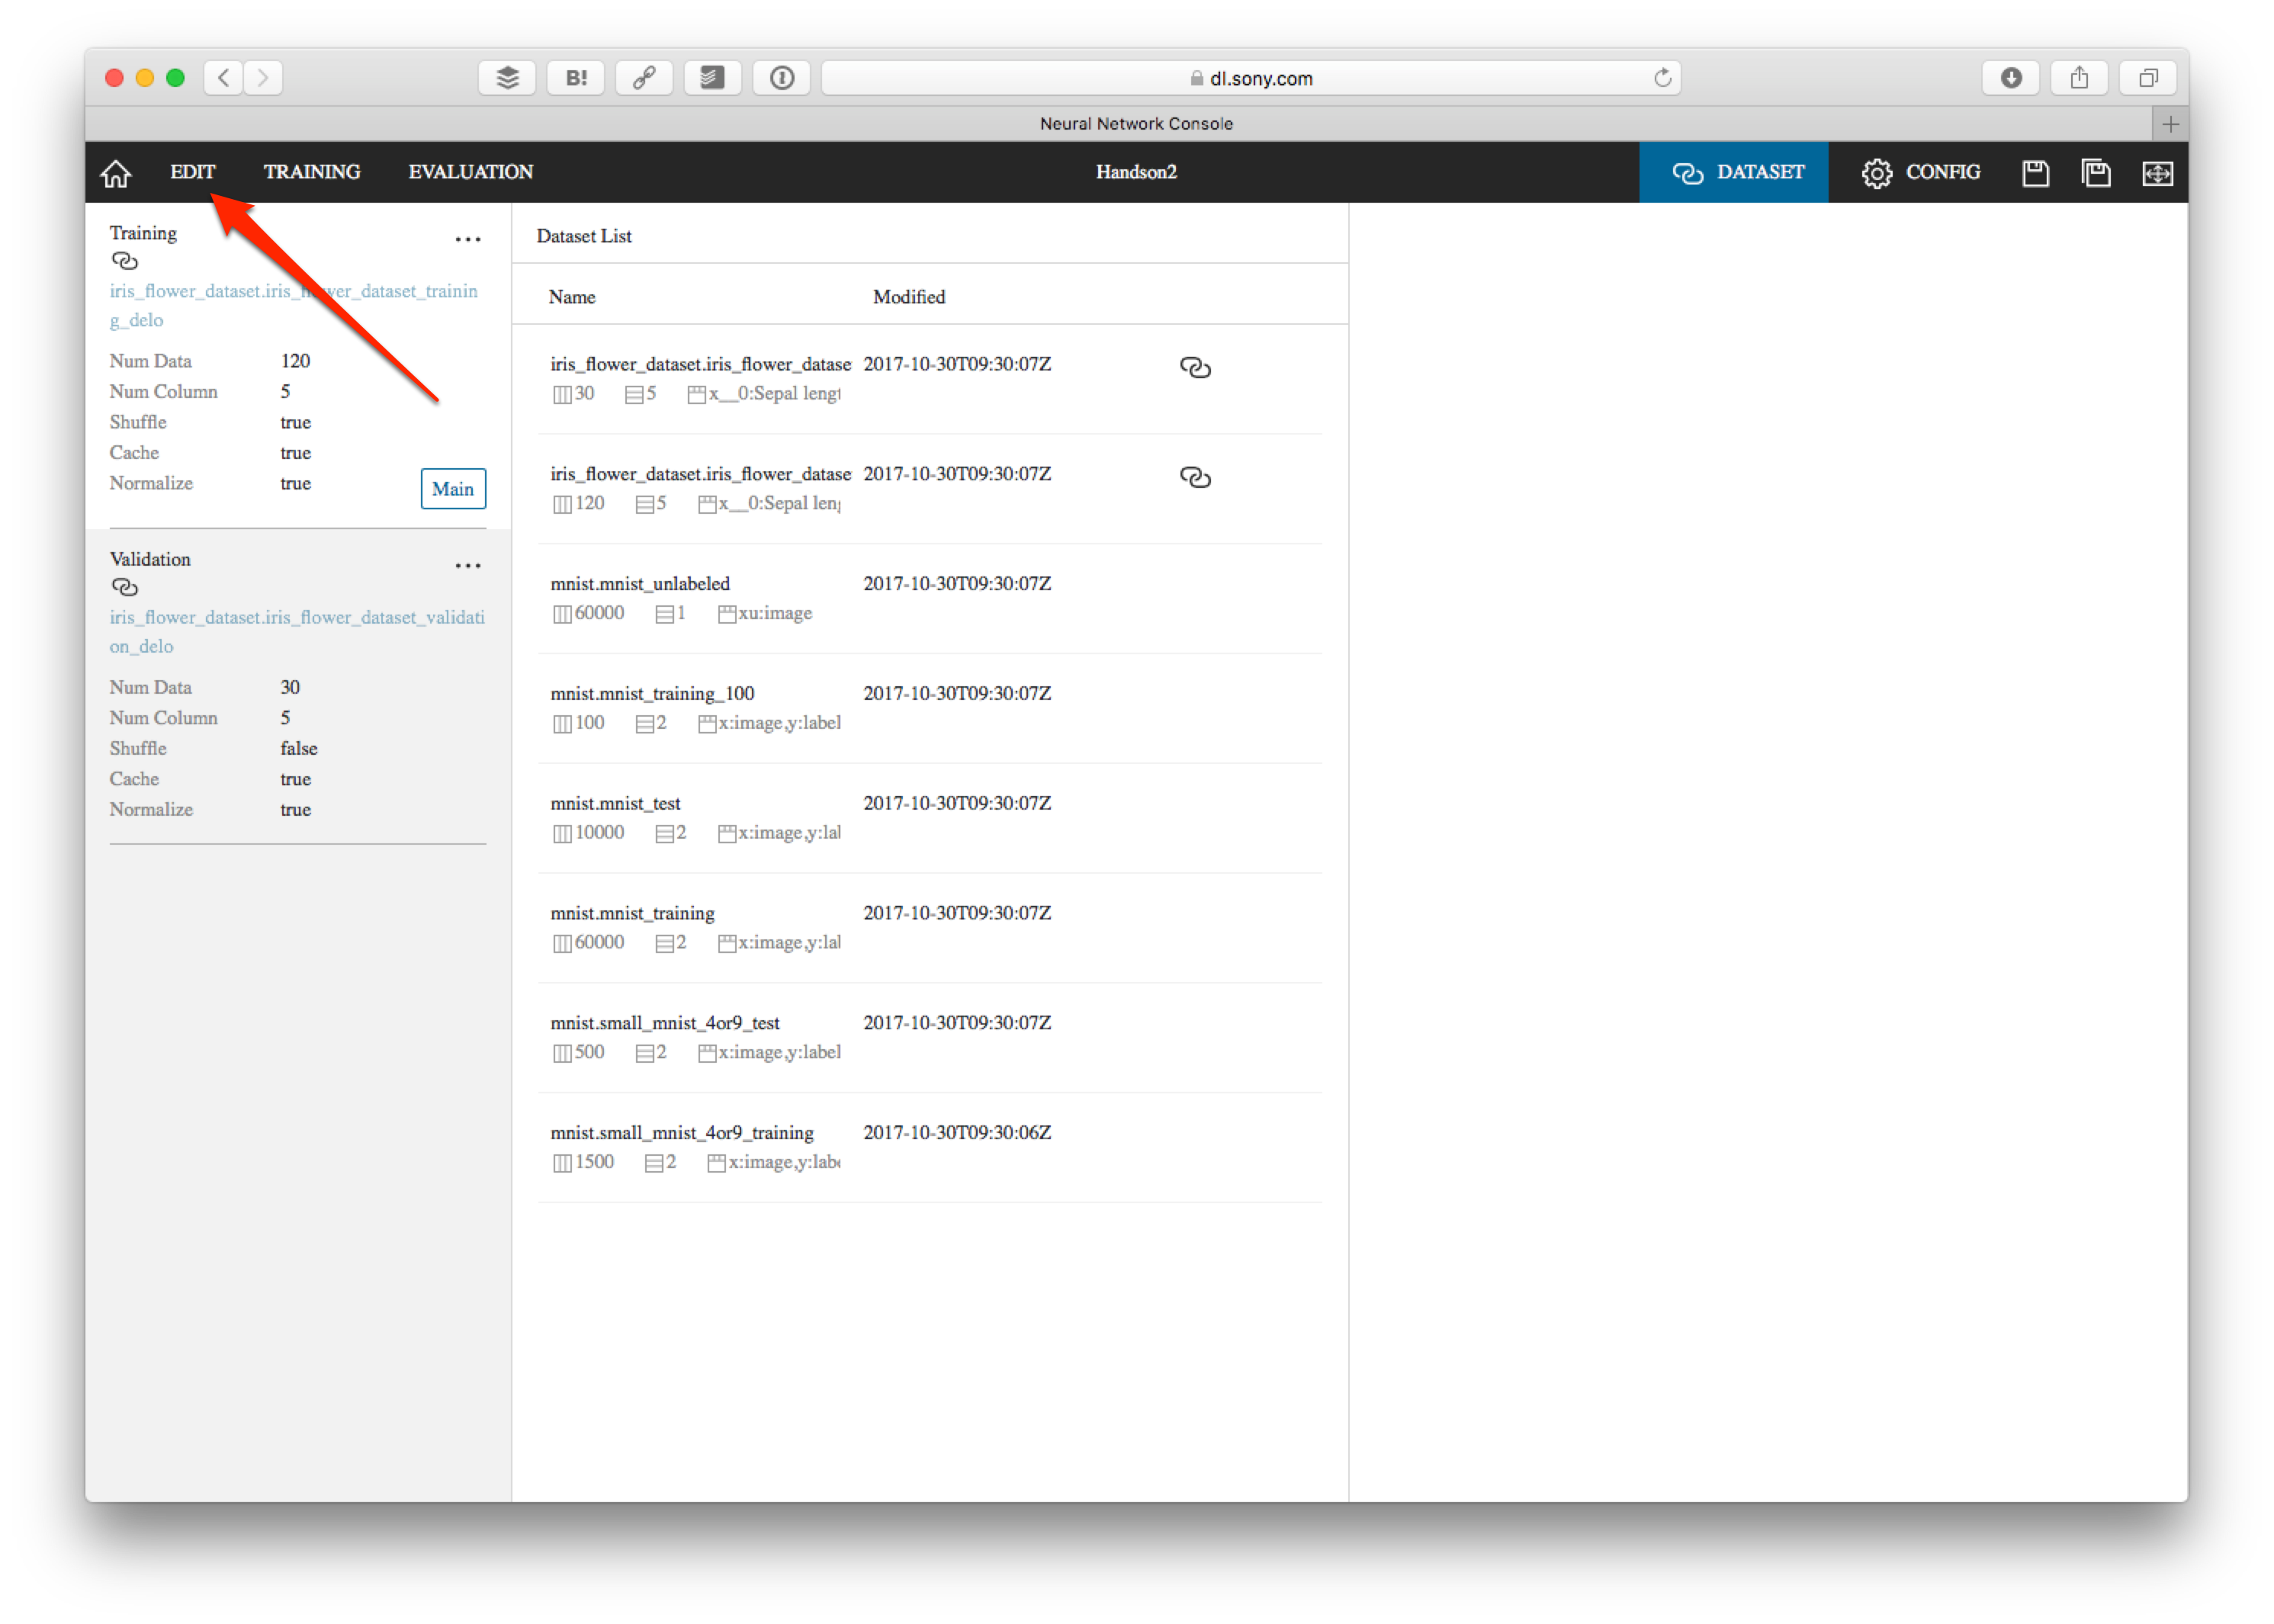 B!
dl.sony.com
Neural Network Console
EDIT TRAINING EVALUATION Handson2 DATASET CONFIG
Training
iris_flower_dataset.iris_flower_dataset_trainin
g_delo
Num Data 120
Num Column 5
Shuffle true
Cache true
Normalize true
Main
Validation
iris_flower_dataset.iris_flower_dataset_validati
on_delo
Num Data 30
Num Column 5
Shuffle false
Cache true
Normalize true
Dataset List
Name Modified
iris_flower_dataset.iris_flower_datase 2017-10-30T09:30:07Z
30 5 x__0:Sepal lengt
iris_flower_dataset.iris_flower_datase 2017-10-30T09:30:07Z
120 5 x__0:Sepal leng
mnist.mnist_unlabeled 2017-10-30T09:30:07Z
60000 1 xu:image
mnist.mnist_training_100 2017-10-30T09:30:07Z
100 2 x:image,y:label
mnist.mnist_test 2017-10-30T09:30:07Z
10000 2 x:image,y:lal
mnist.mnist_training 2017-10-30T09:30:07Z
60000 2 x:image,y:lal
mnist.small_mnist_4or9_test 2017-10-30T09:30:07Z
500 2 x:image,y:label
mnist.small_mnist_4or9_training 2017-10-30T09:30:06Z
1500 2 x:image,y:labe